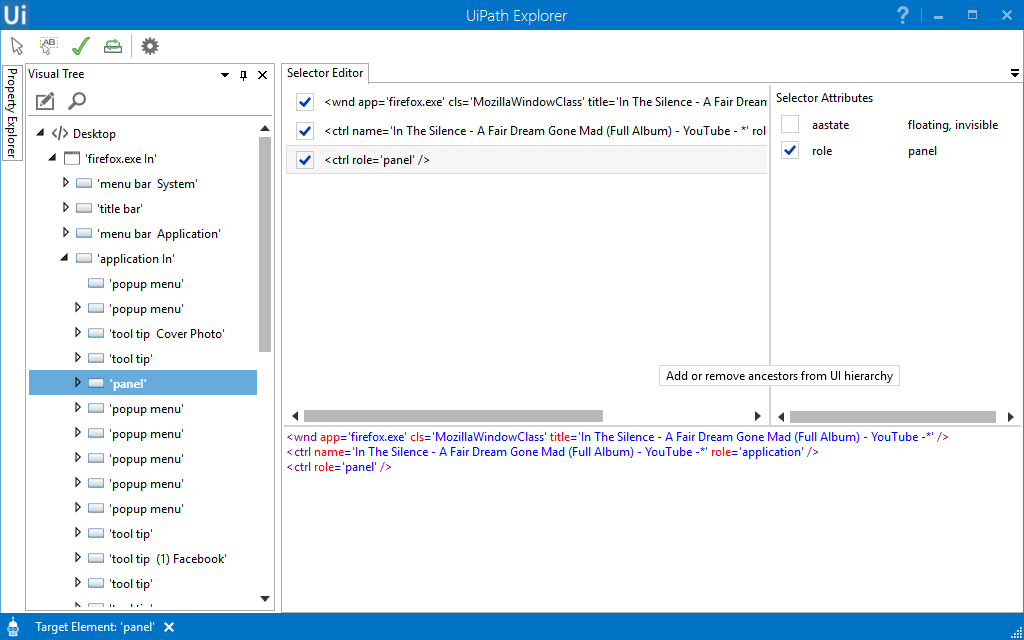 Ui
UiPath Explorer
?
AB
Property Explorer
Visual Tree
Desktop
'firefox.exe In'
'menu bar System'
'title bar'
'menu bar Application'
'application In'
'popup menu'
'popup menu'
'tool tip Cover Photo'
'tool tip'
'panel'
'popup menu'
'popup menu'
'popup menu'
'popup menu'
'popup menu'
'tool tip'
'tool tip (1) Facebook'
'tool tip'
Selector Editor
<wnd app='firefox.exe' cls='MozillaWindowClass' title='In The Silence - A Fair Dream
<ctrl name='In The Silence - A Fair Dream Gone Mad (Full Album) - YouTube - *' rol
<ctrl role='panel' />
Selector Attributes
aastate floating, invisible
role panel
Add or remove ancestors from UI hierarchy
<wnd app='firefox.exe' cls='MozillaWindowClass' title='In The Silence - A Fair Dream Gone Mad (Full Album) - YouTube -*' />
<ctrl name='In The Silence - A Fair Dream Gone Mad (Full Album) - YouTube -*' role='application' />
<ctrl role='panel' />
Target Element: 'panel'